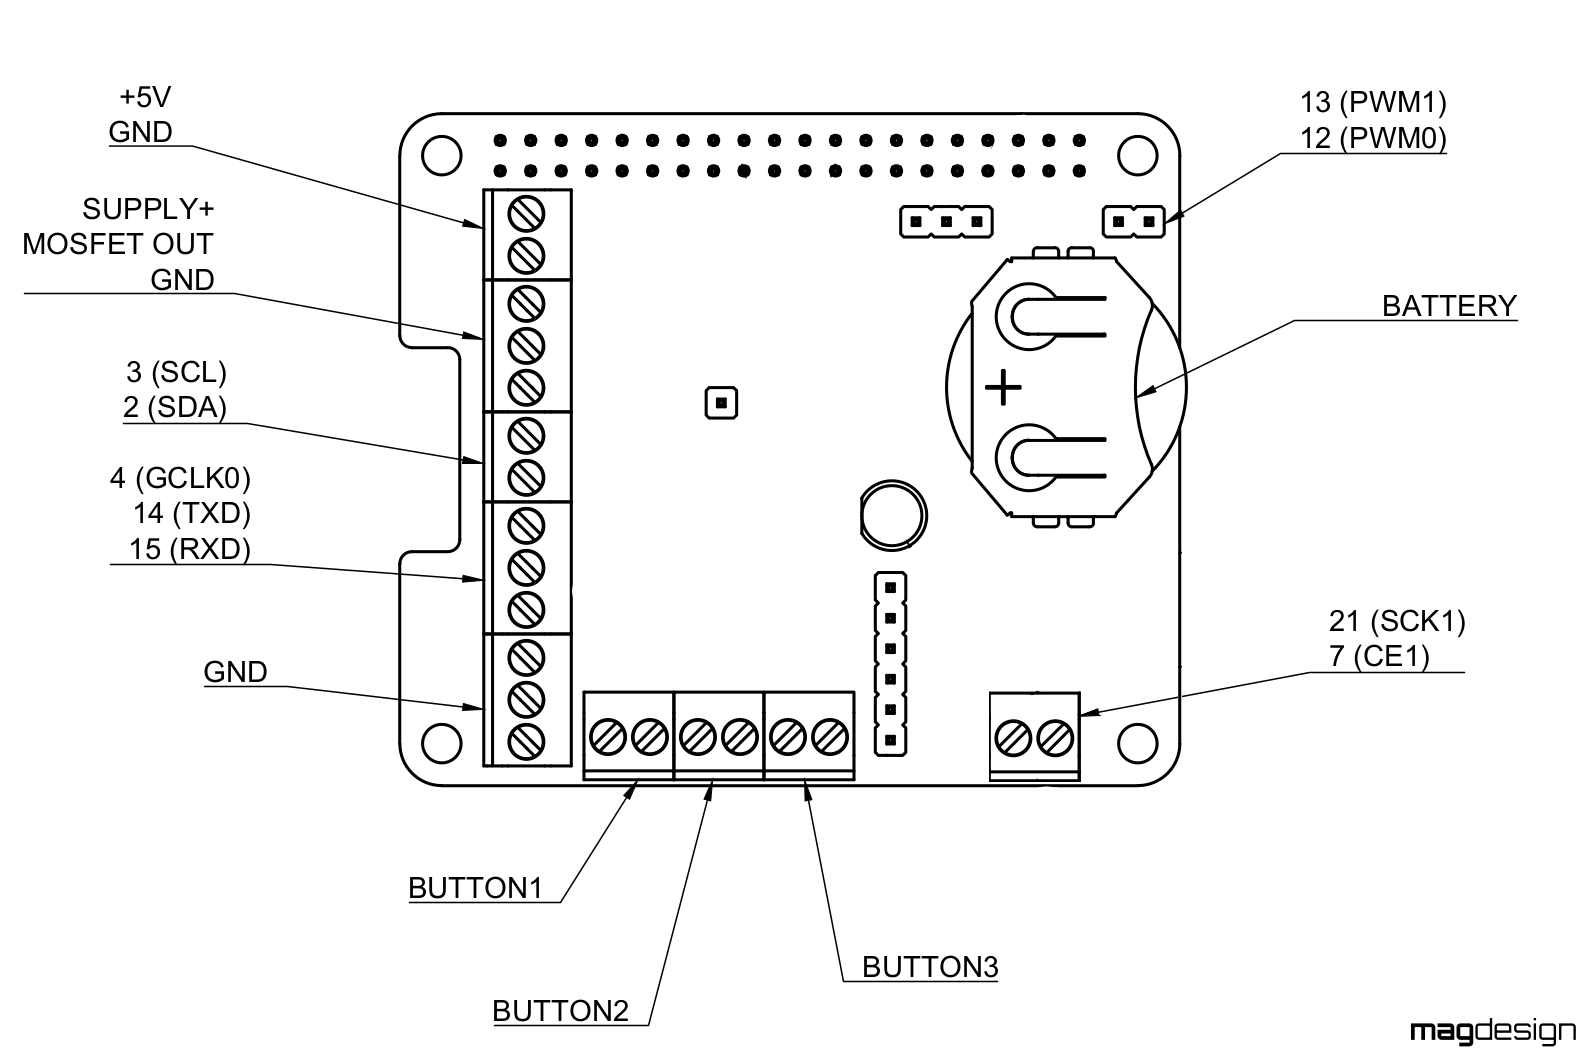 +5V
GND
SUPPLY+
MOSFET OUT
GND
3 (SCL)
2 (SDA)
4 (GCLK0)
14 (TXD)
15 (RXD)
GND
13 (PWM1)
12 (PWM0)
BATTERY
21 (SCK1)
7 (CE1)
BUTTON1
BUTTON2
BUTTON3
magdesign